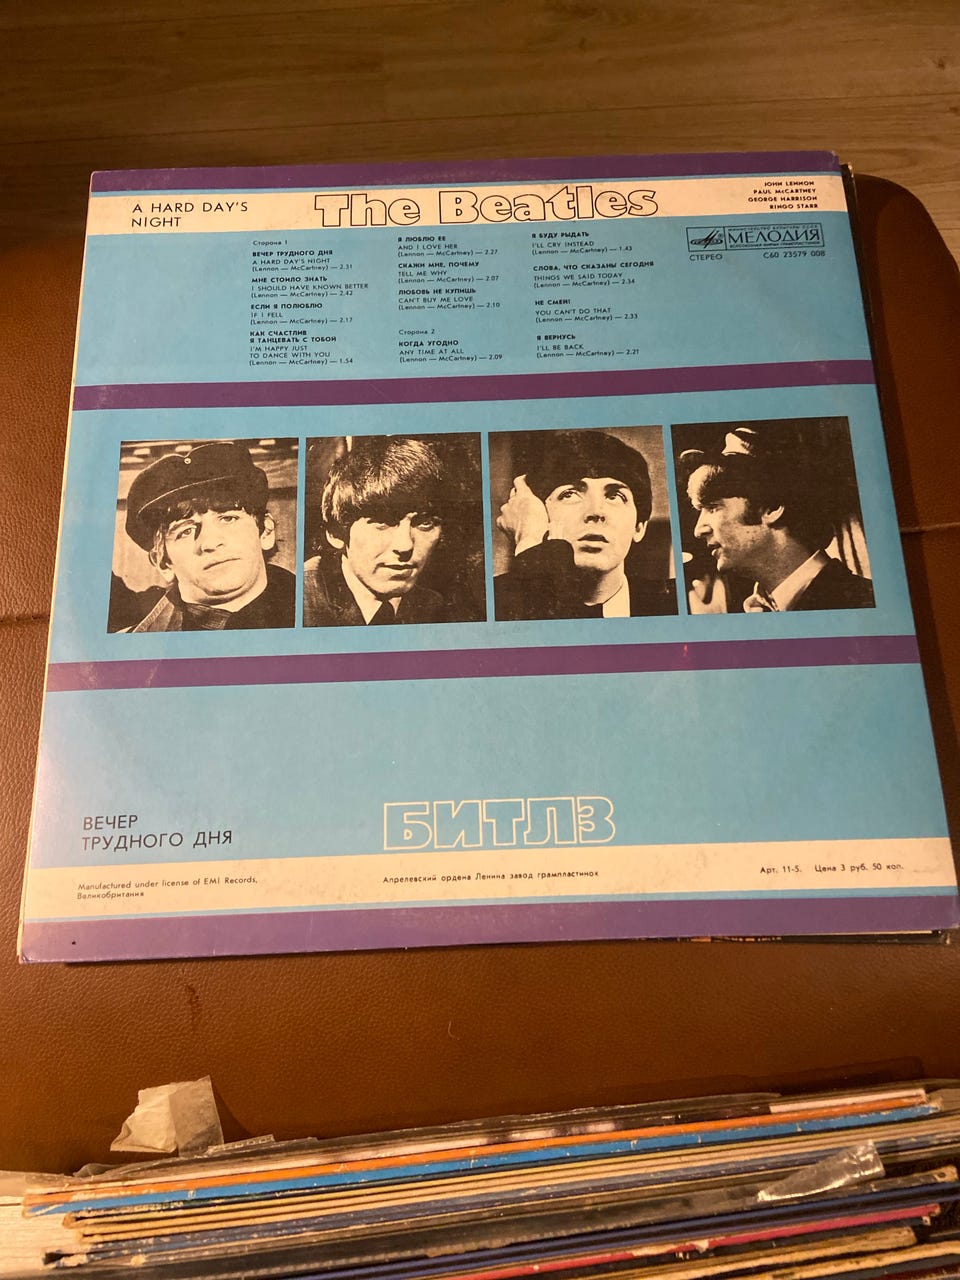 A HARD DAY'S
NIGHT
The Beatles
JOHN LENNON
PAUL McCARTNEY
GEORGE HARRISON
RINGO STARR
Сторона 1
ВЕЧЕР ТРУДНОГО ДНЯ
A HARD DAY'S NIGHT
(Lennon — McCartney) — 2.31
МНЕ СТОИЛО ЗНАТЬ
I SHOULD HAVE KNOWN BETTER
(Lennon — McCartney) — 2.42
ЕСЛИ Я ПОЛЮБЛЮ
IF I FELL
(Lennon — McCartney) — 2.17
КАК СЧАСТЛИВ
Я ТАНЦЕВАТЬ С ТОБОЙ
I'M HAPPY JUST
TO DANCE WITH YOU
(Lennon — McCartney) — 1.54
Я ЛЮБЛЮ ЕЕ
AND I LOVE HER
(Lennon — McCartney) — 2.27
СКАЖИ МНЕ, ПОЧЕМУ
TELL ME WHY
(Lennon — McCartney) — 2.07
ЛЮБОВЬ НЕ КУПИШЬ
CAN'T BUY ME LOVE
(Lennon — McCartney) — 2.10
Сторона 2
КОГДА УГОДНО
ANY TIME AT ALL
(Lennon — McCartney) — 2.09
Я БУДУ РЫДАТЬ
I'LL CRY INSTEAD
(Lennon — McCartney) — 1.43
СЛОВА, ЧТО СКАЗАНЫ СЕГОДНЯ
THINGS WE SAID TODAY
(Lennon — McCartney) — 2.34
НЕ СМЕЙ!
YOU CAN'T DO THAT
(Lennon — McCartney) — 2.33
Я ВЕРНУСЬ
I'LL BE BACK
(Lennon — McCartney) — 2.21
МИНИСТЕРСТВО КУЛЬТУРЫ СССР
МЕЛОДИЯ
ВСЕСОЮЗНАЯ ФИРМА ГРАМПЛАСТИНОК
СТЕРЕО
С60 23579 008
ВЕЧЕР
ТРУДНОГО ДНЯ
БИТЛЗ
Manufactured under license of EMI Records,
Великобритания
Апрелевский ордена Ленина завод грампластинок
Арт. 11-5. Цена 3 руб. 50 коп.